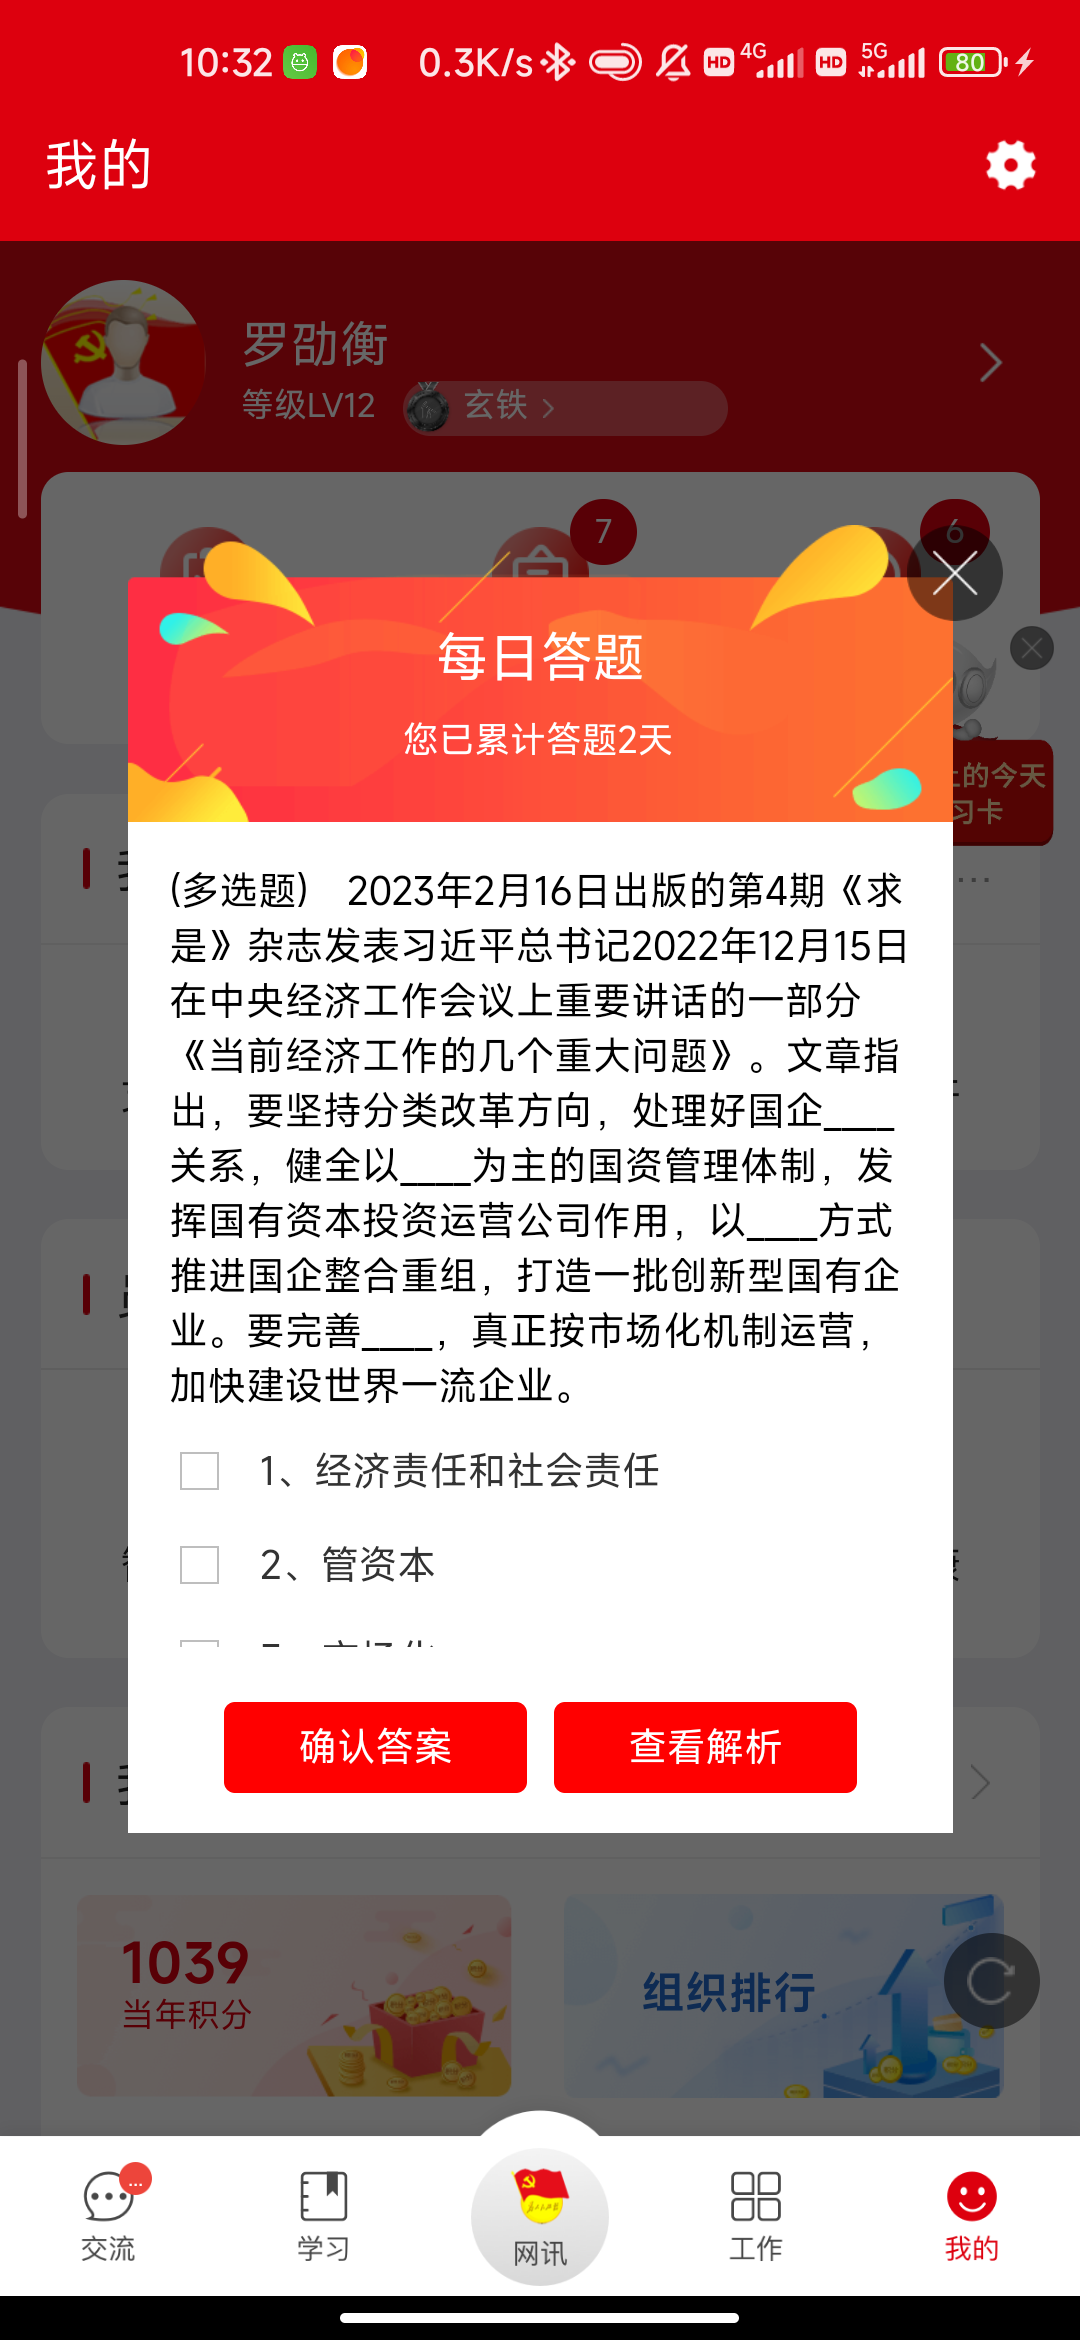 10:32 0.3K/s HD 4G HD 5G 80
我的
罗劭衡
等级LV12 玄铁
7
6
每日答题
您已累计答题2天
的今天
习卡
(多选题) 2023年2月16日出版的第4期《求
是》杂志发表习近平总书记2022年12月15日
在中央经济工作会议上重要讲话的一部分
《当前经济工作的几个重大问题》。文章指
出，要坚持分类改革方向，处理好国企____
关系，健全以____为主的国资管理体制，发
挥国有资本投资运营公司作用，以____方式
推进国企整合重组，打造一批创新型国有企
业。要完善____，真正按市场化机制运营，
加快建设世界一流企业。
1、经济责任和社会责任
2、管资本
确认答案 查看解析
1039
当年积分
组织排行
交流 学习 网讯 工作 我的